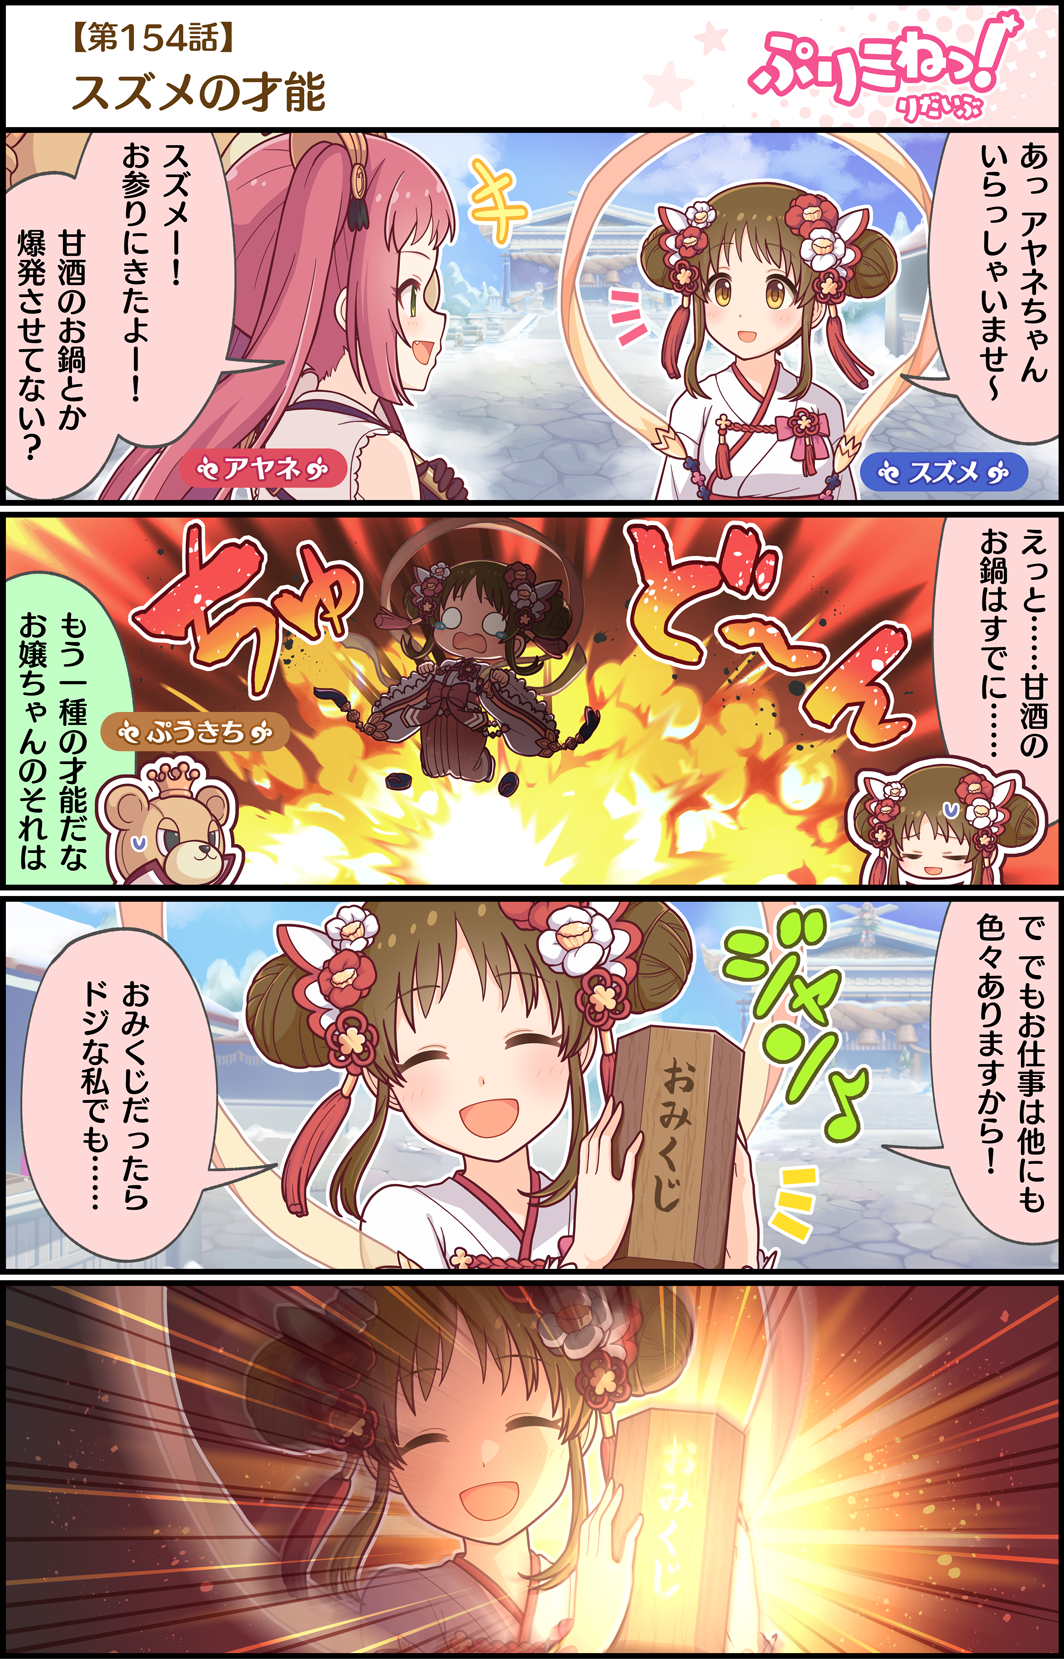 【第154話】
スズメの才能
ぷりこねっ!
りだいぶ
あっ アヤネちゃん
いらっしゃいませ〜
スズメー!
お参りにきたよー!
甘酒のお鍋とか
爆発させてない?
アヤネ
スズメ
えっと……甘酒の
お鍋はすでに……
ちゅど〜ん
もう一種の才能だな
お嬢ちゃんのそれは
ぷうきち
で でもお仕事は他にも
色々ありますから!
ジャン♪
おみくじ
おみくじだったら
ドジな私でも……
おみくじ